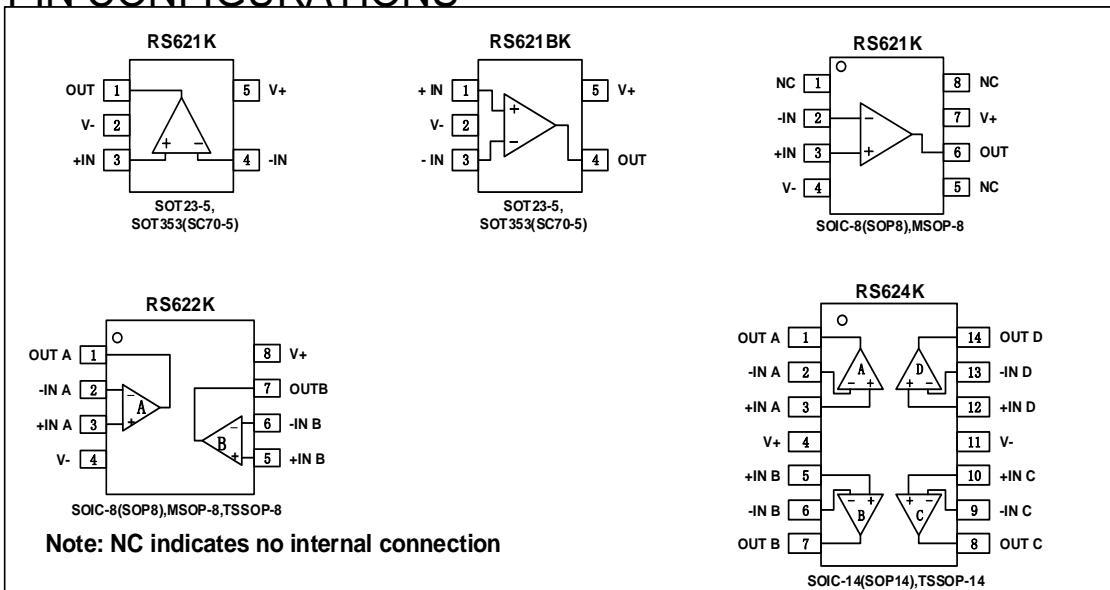 PIN CONFIGURATIONS
RS621K
OUT 1
V- 2
+IN 3
5 V+
4 -IN
+ -
SOT23-5,
SOT353(SC70-5)
RS621BK
+ IN 1
V- 2
- IN 3
5 V+
4 OUT
+
-
SOT23-5,
SOT353(SC70-5)
RS621K
NC 1
-IN 2
+IN 3
V- 4
8 NC
7 V+
6 OUT
5 NC
-
+
SOIC-8(SOP8),MSOP-8
RS622K
OUT A 1
-IN A 2
+IN A 3
V- 4
8 V+
7 OUTB
6 -IN B
5 +IN B
-
A
+
-
B
+
SOIC-8(SOP8),MSOP-8,TSSOP-8
Note: NC indicates no internal connection
RS624K
OUT A 1
-IN A 2
+IN A 3
V+ 4
+IN B 5
-IN B 6
OUT B 7
14 OUT D
13 -IN D
12 +IN D
11 V-
10 +IN C
9 -IN C
8 OUT C
A D
- + + -
- + + -
B C
SOIC-14(SOP14),TSSOP-14